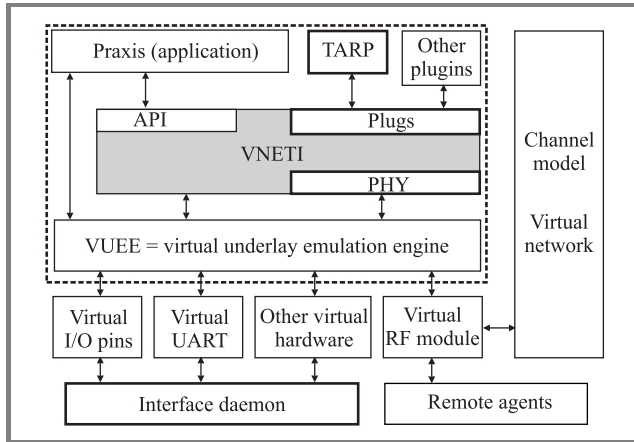 Praxis (application)
TARP
Other
plugins
API
Plugs
VNETI
PHY
Channel
model
Virtual
network
VUEE = virtual underlay emulation engine
Virtual
I/O pins
Virtual
UART
Other virtual
hardware
Virtual
RF module
Interface daemon
Remote agents